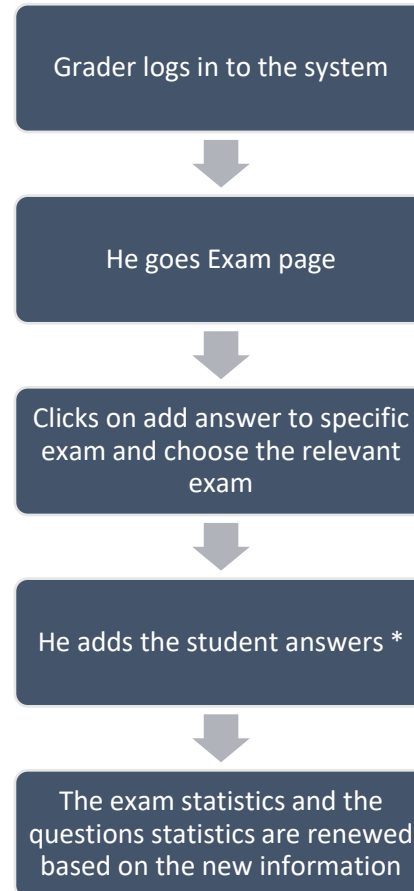 Grader logs in to the system
He goes Exam page
Clicks on add answer to specific
exam and choose the relevant
exam
He adds the student answers *
The exam statistics and the
questions statistics are renewed
based on the new information